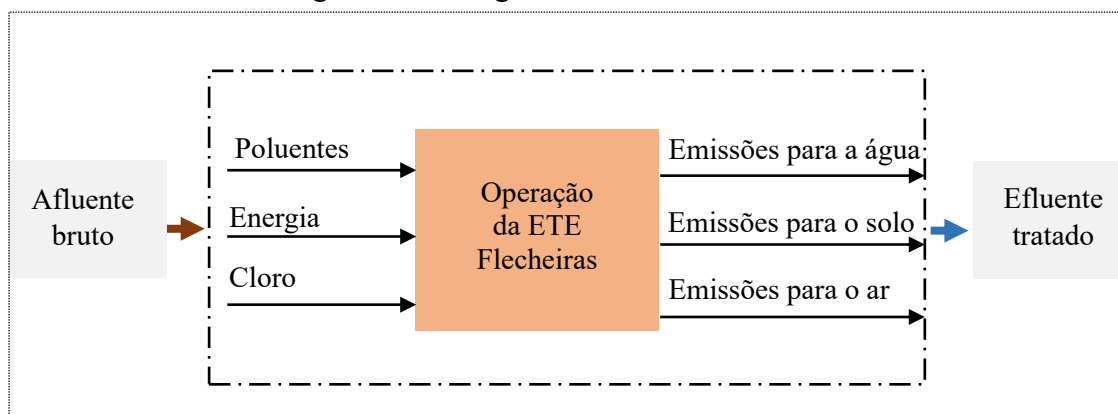 Afluente
bruto
Poluentes
Energia
Cloro
Operação
da ETE
Flecheiras
Emissões para a água
Emissões para o solo
Emissões para o ar
Efluente
tratado